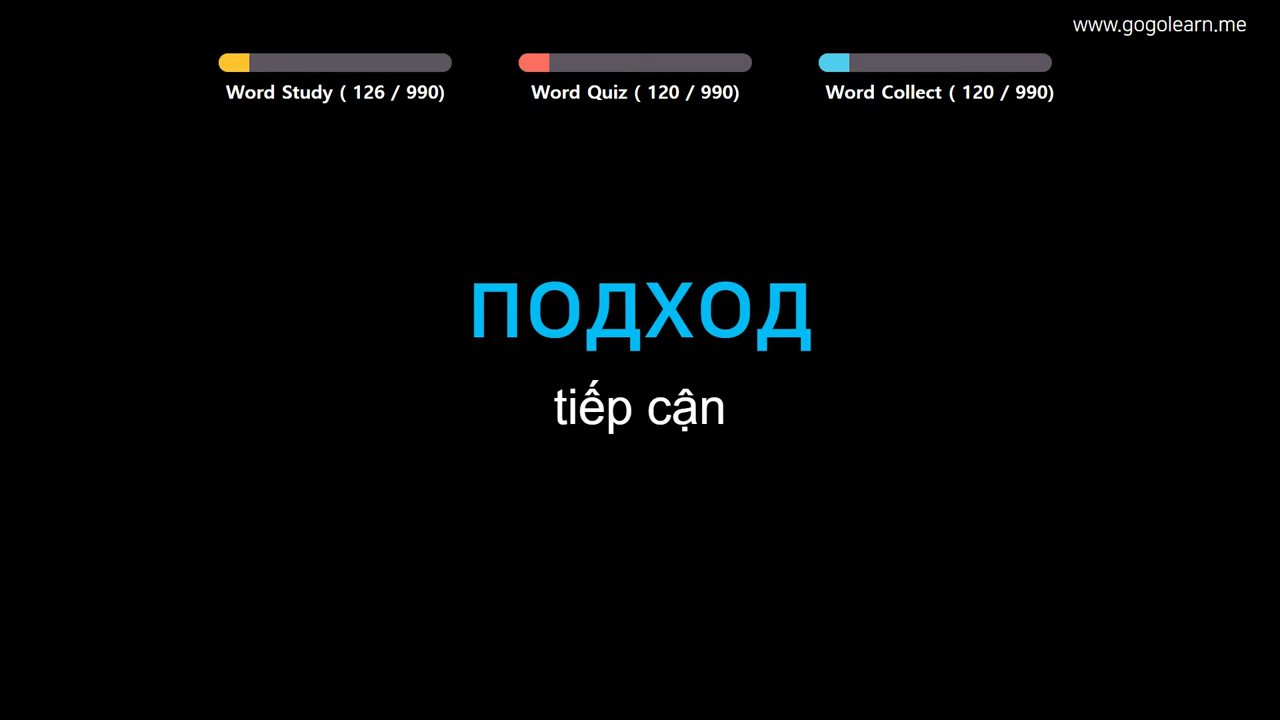 www.gogolearn.me
Word Study ( 126 / 990)
Word Quiz ( 120 / 990)
Word Collect ( 120 / 990)
подход
tiếp cận